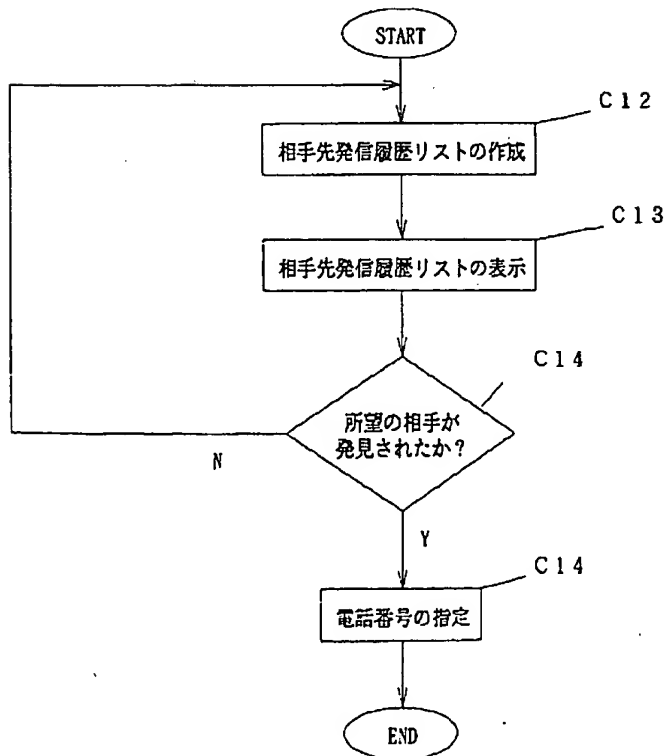 START
C12
相手先発信履歴リストの作成
C13
相手先発信履歴リストの表示
C14
所望の相手が
発見されたか？
N
Y
C14
電話番号の指定
END